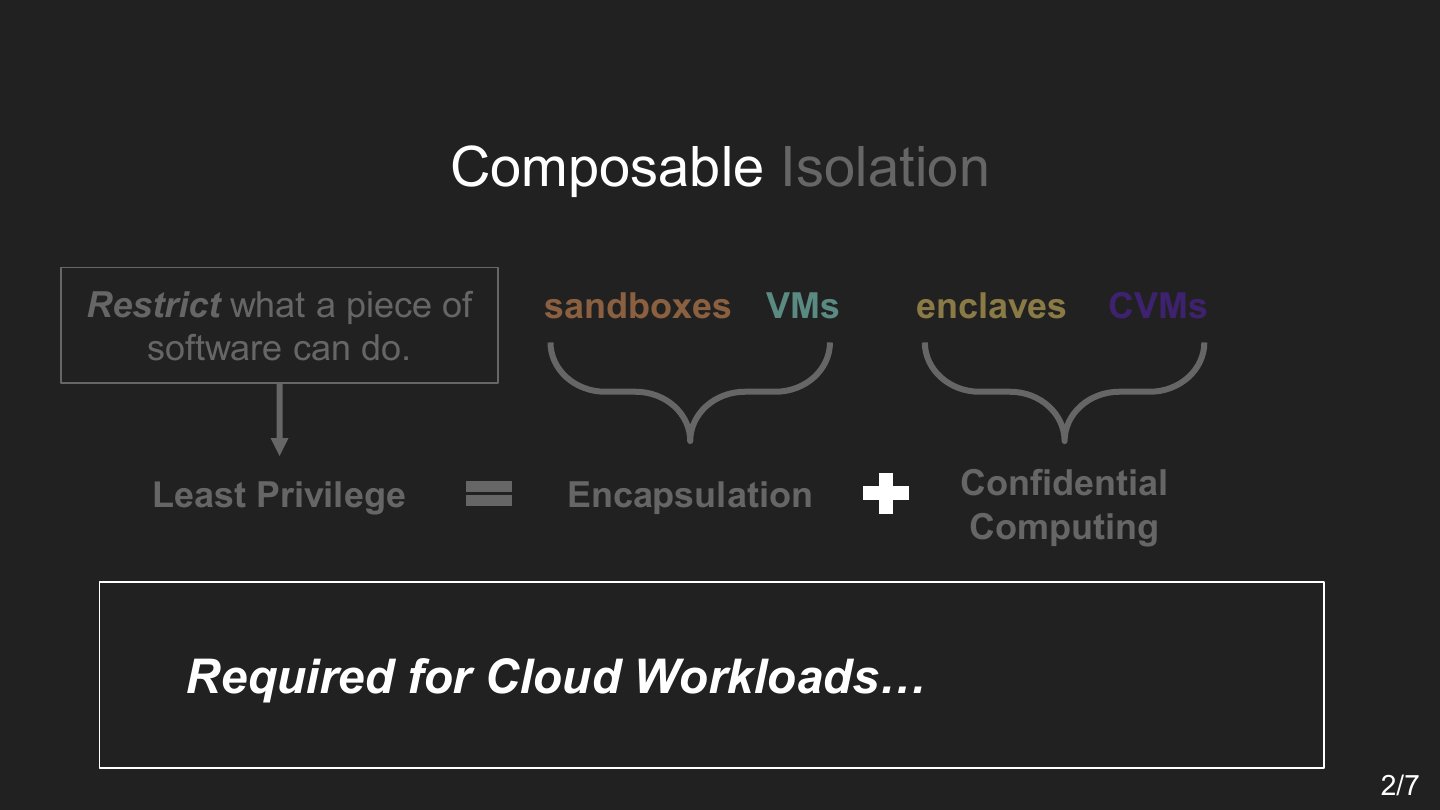 Composable Isolation
Restrict what a piece of
software can do.
sandboxes VMs enclaves CVMs
Least Privilege = Encapsulation + Confidential
Computing
Required for Cloud Workloads…
2/7